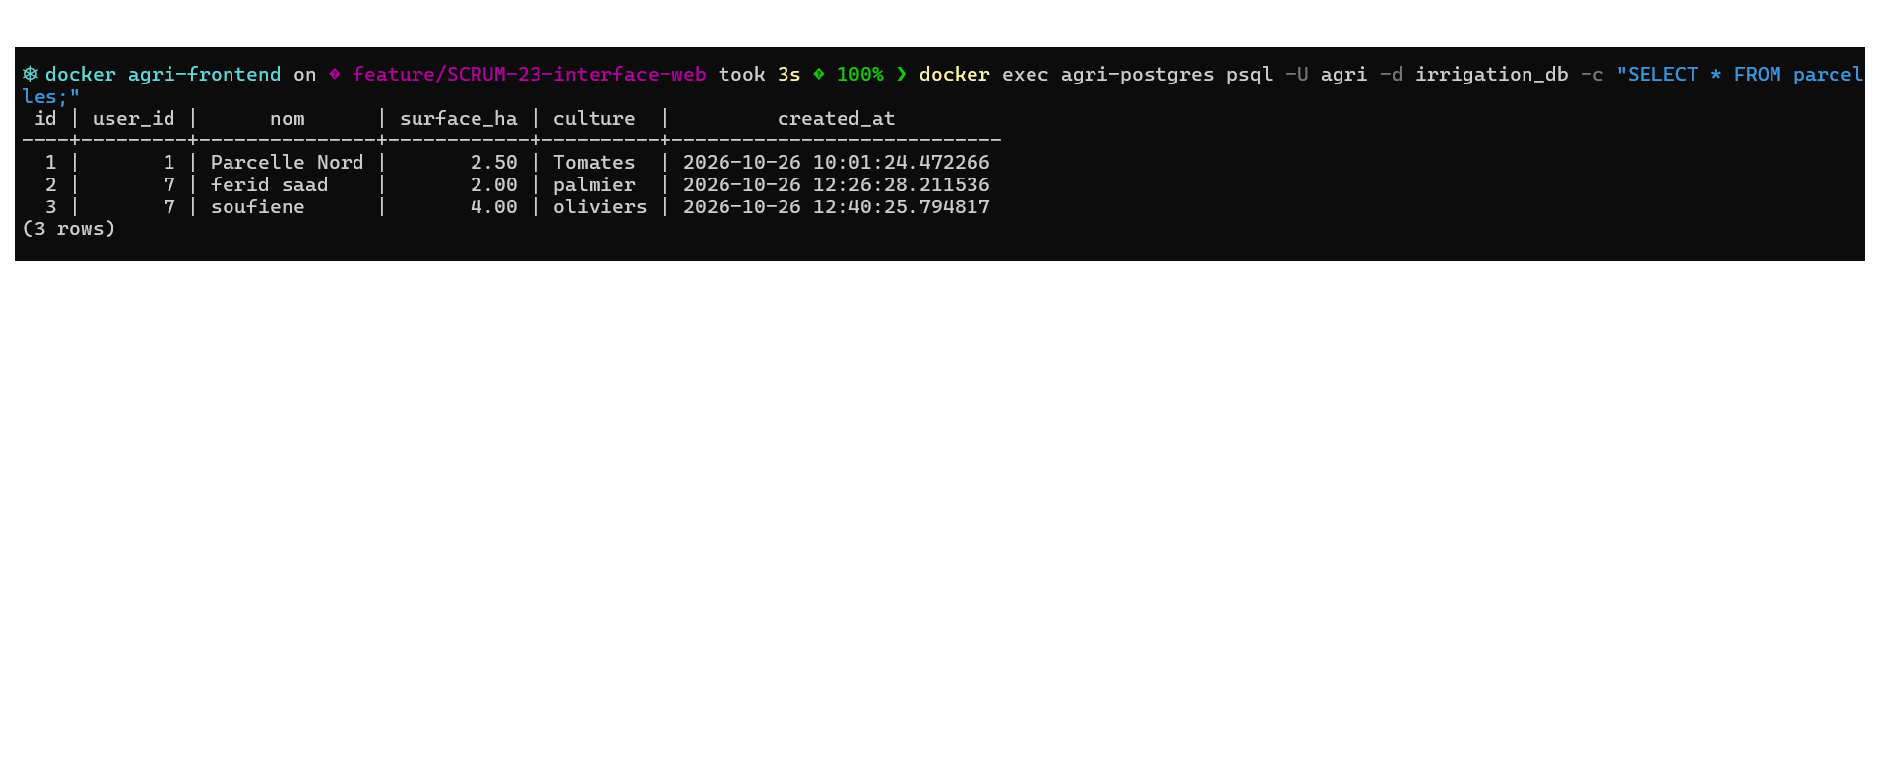 docker agri-frontend on feature/SCRUM-23-interface-web took 3s 100% ❯ docker exec agri-postgres psql -U agri -d irrigation_db -c "SELECT * FROM parcel
les;"
 id | user_id |      nom      | surface_ha | culture  |         created_at
----+---------+---------------+------------+----------+----------------------------
  1 |       1 | Parcelle Nord |       2.50 | Tomates  | 2026-10-26 10:01:24.472266
  2 |       7 | ferid saad    |       2.00 | palmier  | 2026-10-26 12:26:28.211536
  3 |       7 | soufiene      |       4.00 | oliviers | 2026-10-26 12:40:25.794817
(3 rows)